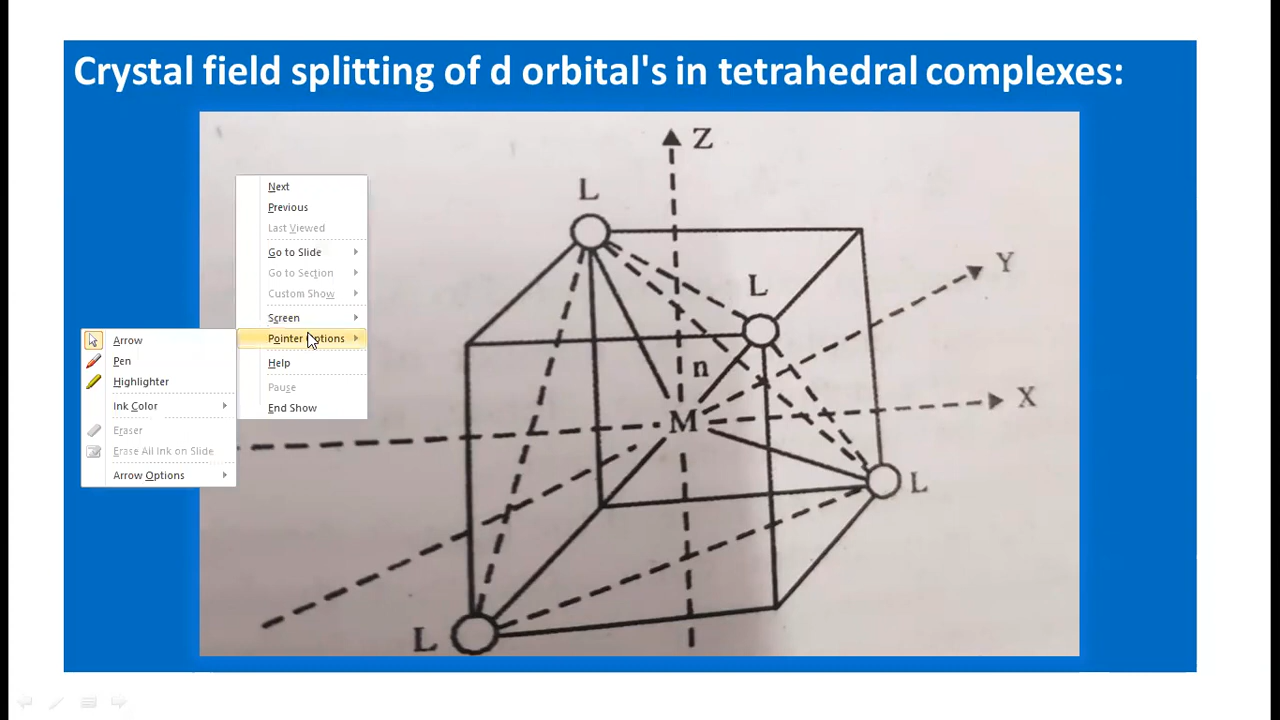 Crystal field splitting of d orbital's in tetrahedral complexes:
Z
L
Y
L
n
X
M
L
L
Next
Previous
Last Viewed
Go to Slide
Go to Section
Custom Show
Screen
Pointer Options
Help
Pause
End Show
Arrow
Pen
Highlighter
Ink Color
Eraser
Erase All Ink on Slide
Arrow Options